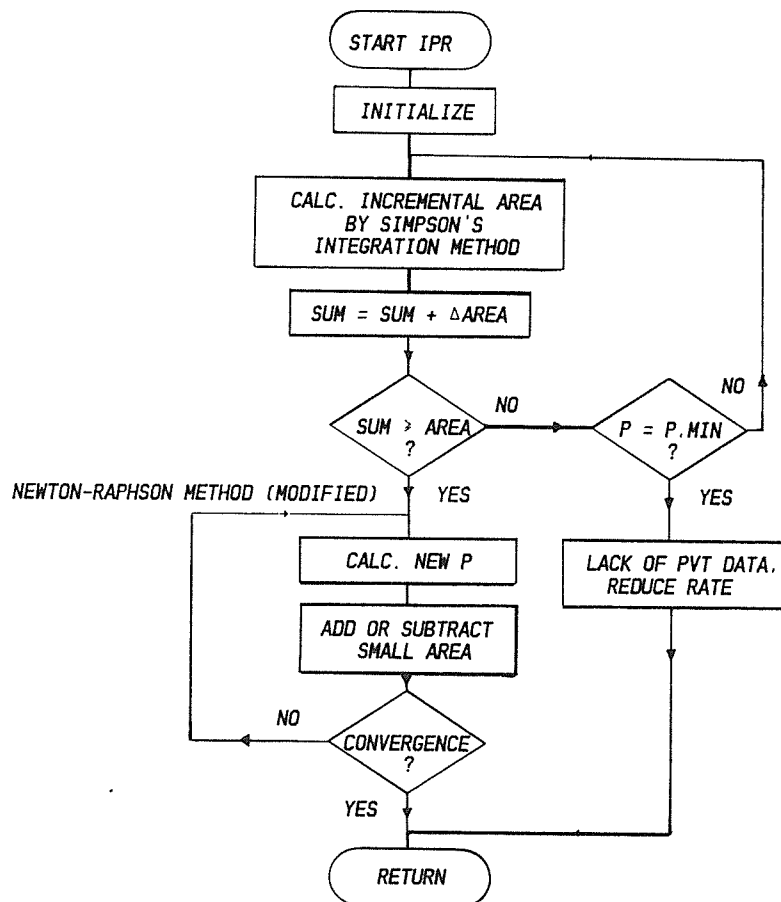 START IPR
INITIALIZE
CALC. INCREMENTAL AREA
BY SIMPSON'S
INTEGRATION METHOD
SUM = SUM + ΔAREA
SUM ⩾ AREA
?
NO
P = P.MIN
?
NO
YES
YES
NEWTON-RAPHSON METHOD (MODIFIED)
CALC. NEW P
LACK OF PVT DATA.
REDUCE RATE
ADD OR SUBTRACT
SMALL AREA
NO
CONVERGENCE
?
YES
RETURN